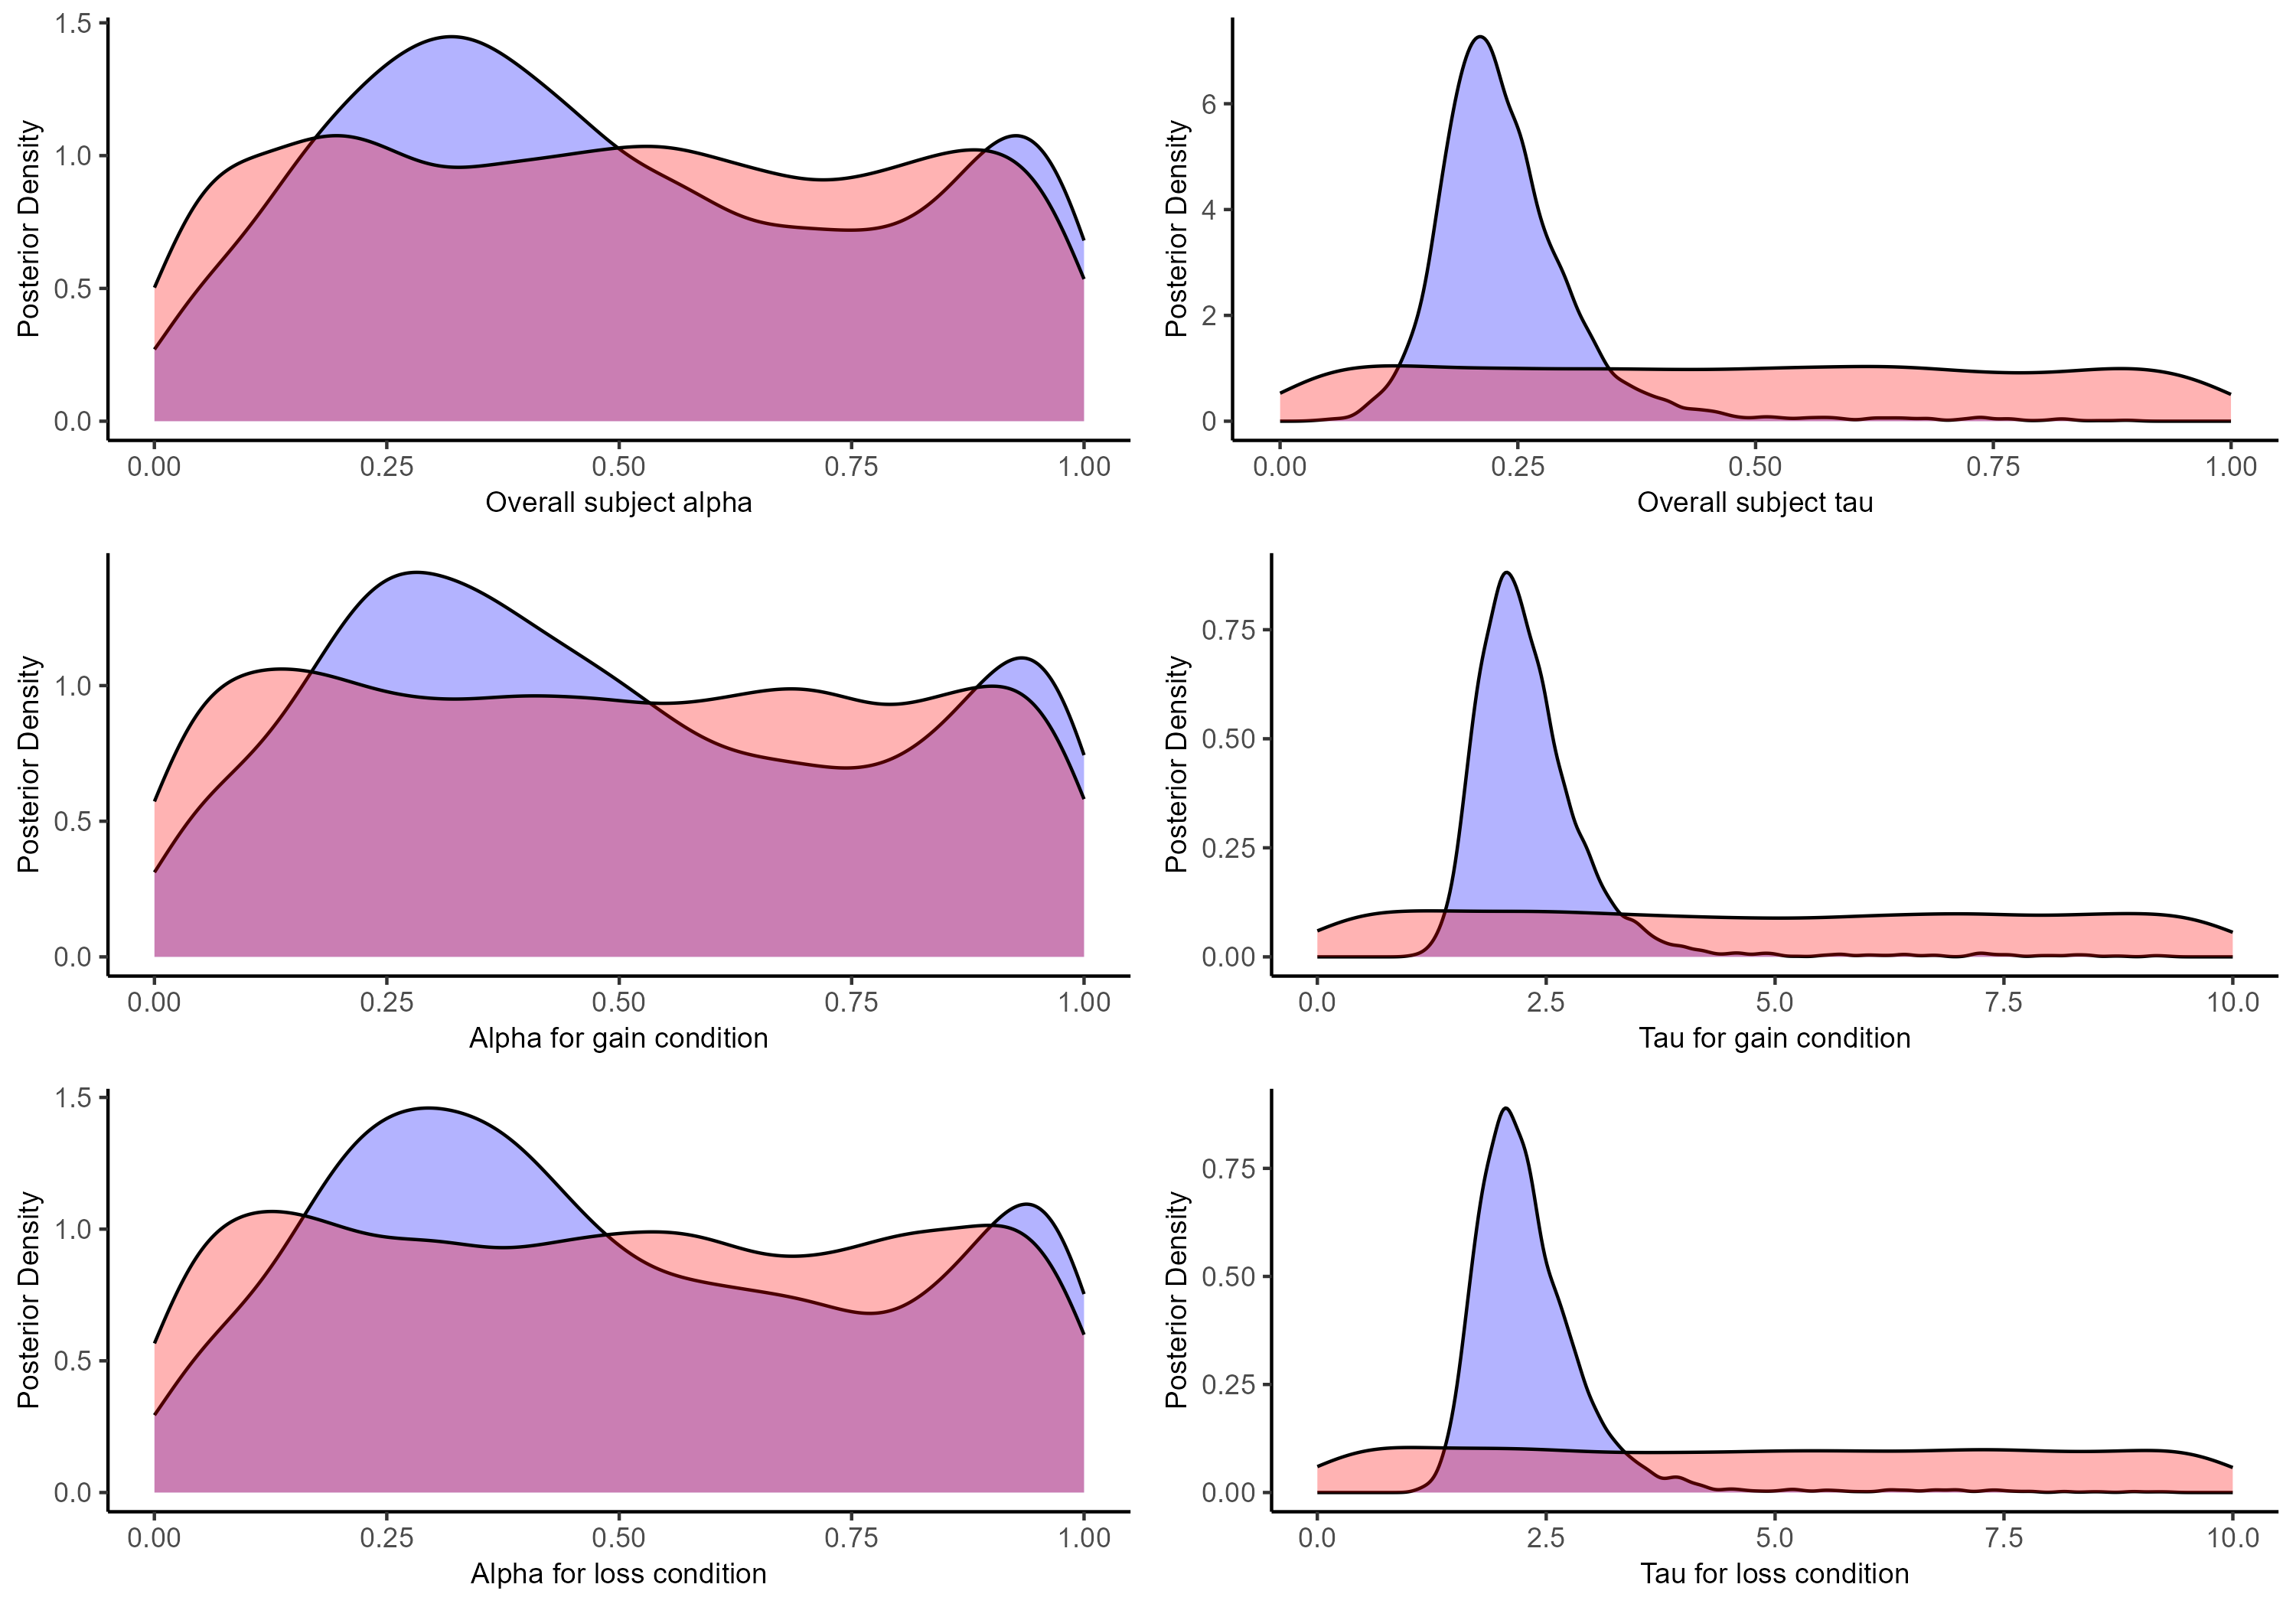 Posterior Density
1.5
1.0
0.5
0.0
0.00 0.25 0.50 0.75 1.00
Overall subject alpha
Posterior Density
6
4
2
0
0.00 0.25 0.50 0.75 1.00
Overall subject tau
Posterior Density
1.0
0.5
0.0
0.00 0.25 0.50 0.75 1.00
Alpha for gain condition
Posterior Density
0.75
0.50
0.25
0.00
0.0 2.5 5.0 7.5 10.0
Tau for gain condition
Posterior Density
1.5
1.0
0.5
0.0
0.00 0.25 0.50 0.75 1.00
Alpha for loss condition
Posterior Density
0.75
0.50
0.25
0.00
0.0 2.5 5.0 7.5 10.0
Tau for loss condition